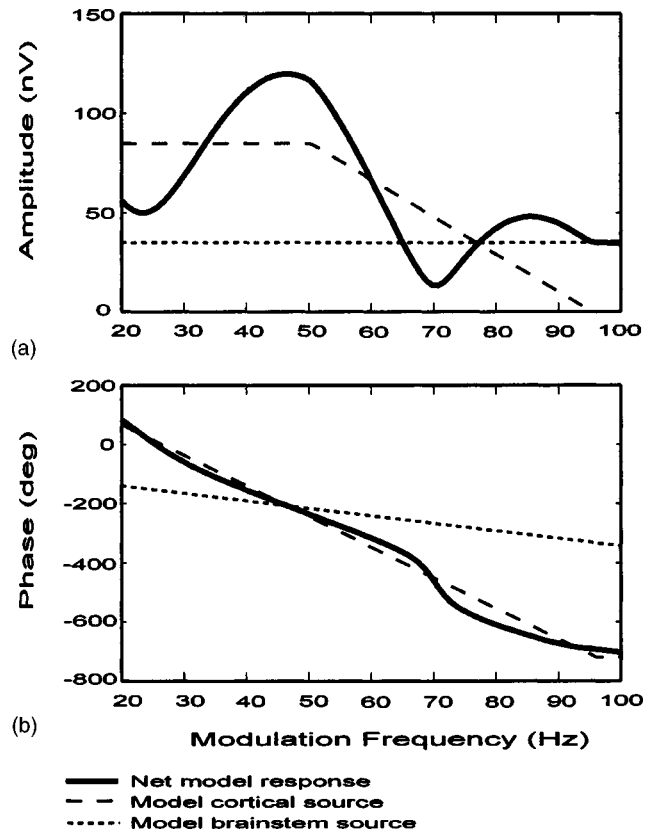 150
100
50
0
Amplitude (nV)
20 30 40 50 60 70 80 90 100
(a)
200
0
-200
-400
-600
-800
Phase (deg)
20 30 40 50 60 70 80 90 100
(b)
Modulation Frequency (Hz)
Net model response
Model cortical source
Model brainstem source